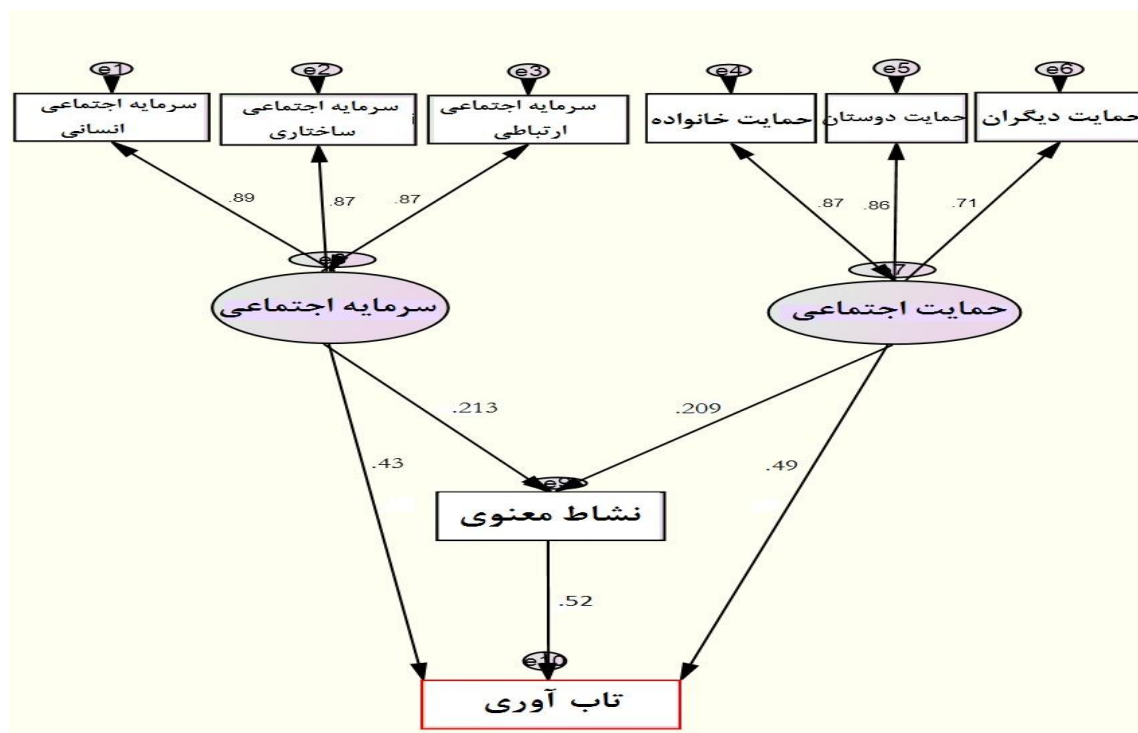 e1
e2
e3
e4
e5
e6
سرمایه اجتماعی
انسانی
سرمایه اجتماعی
ساختاری
سرمایه اجتماعی
ارتباطی
حمایت خانواده
حمایت دوستان
حمایت دیگران
.89
.87
.87
.87
.86
.71
e7
سرمایه اجتماعی
حمایت اجتماعی
.213
.209
.43
.49
e9
نشاط معنوی
.52
e10
تاب آوری